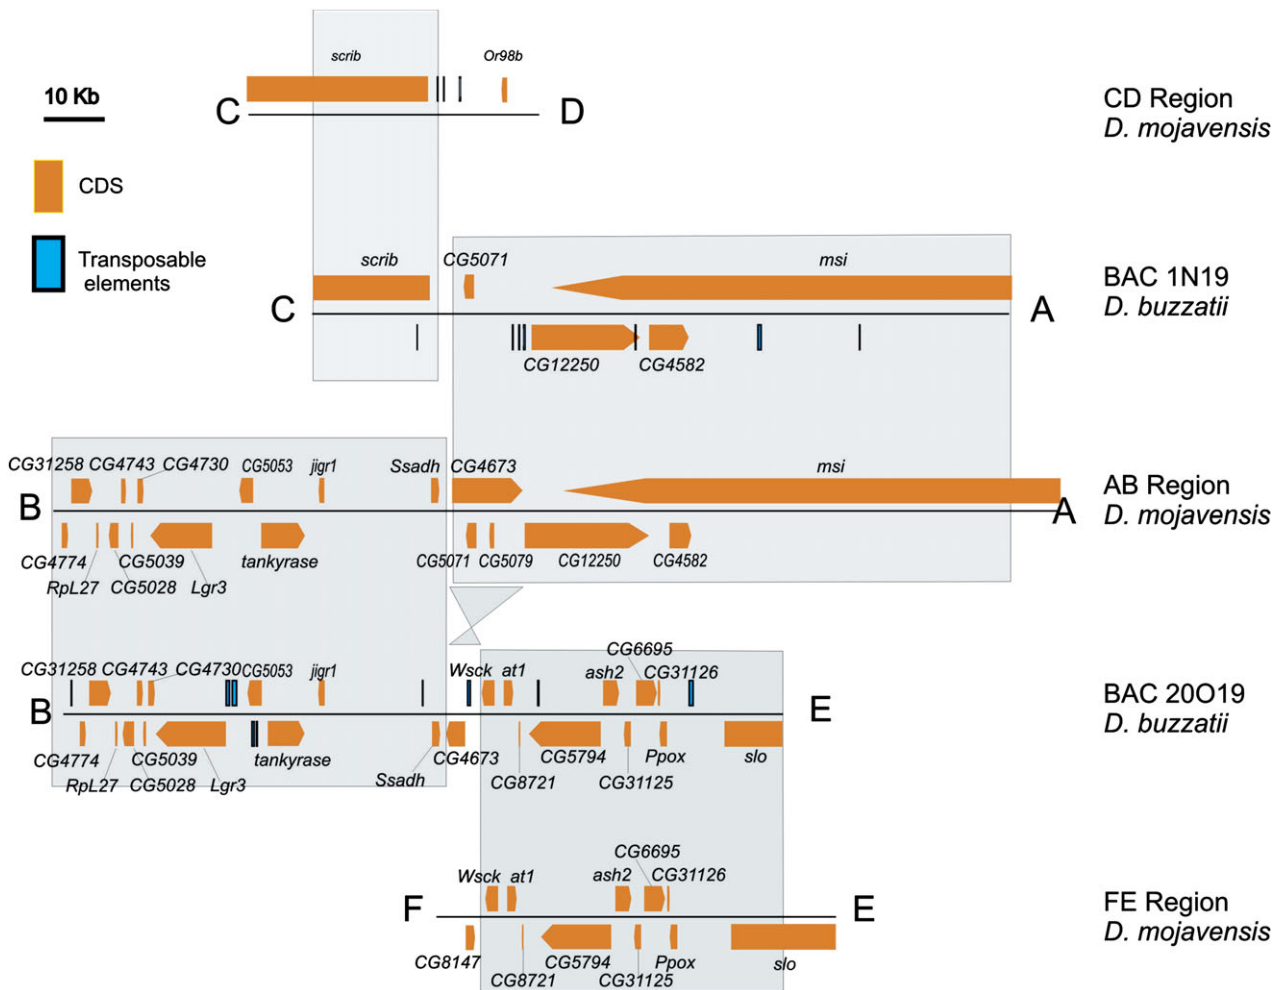 scrib Or98b
10 Kb
C D
CD Region
D. mojavensis
CDS
Transposable
elements
scrib CG5071 msi
C A
BAC 1N19
D. buzzatii
CG12250 CG4582
CG31258 CG4743 CG4730 CG5053 jigr1 Ssadh CG4673 msi
B A
AB Region
D. mojavensis
CG4774 CG5039 tankyrase CG5071 CG5079 CG12250 CG4582
RpL27 CG5028 Lgr3
CG6695
CG31258 CG4743 CG4730 CG5053 jigr1 Wsck at1 ash2 CG31126
B E
BAC 20O19
D. buzzatii
CG4774 CG5039 tankyrase CG4673 CG5794 Ppox slo
RpL27 CG5028 Lgr3 Ssadh CG8721 CG31125
CG6695
Wsck at1 ash2 CG31126
F E
FE Region
D. mojavensis
CG8147 CG5794 Ppox slo
CG8721 CG31125